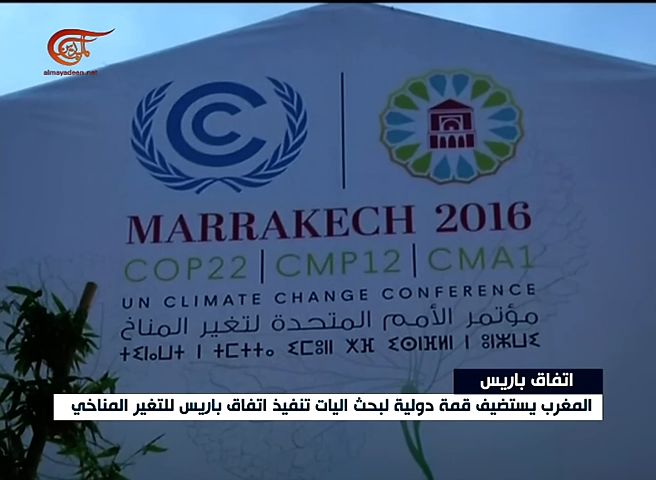 الميادين
almayadeen.net
MARRAKECH 2016
COP22 | CMP12 | CMA1
UN CLIMATE CHANGE CONFERENCE
مؤتمر الأمم المتحدة لتغير المناخ
اتفاق باريس
المغرب يستضيف قمة دولية لبحث اليات تنفيذ اتفاق باريس للتغير المناخي